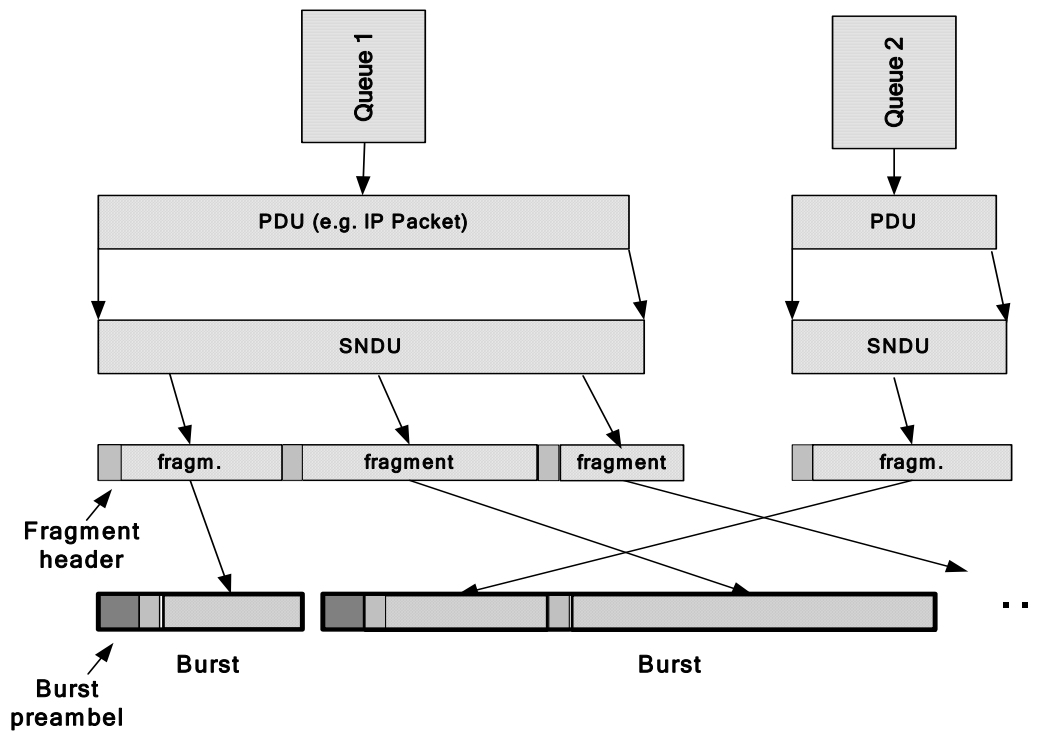 Queue 1
Queue 2
PDU (e.g. IP Packet)
PDU
SNDU
SNDU
fragm.
fragment
fragment
fragm.
Fragment
header
. .
Burst
Burst
Burst
preambel